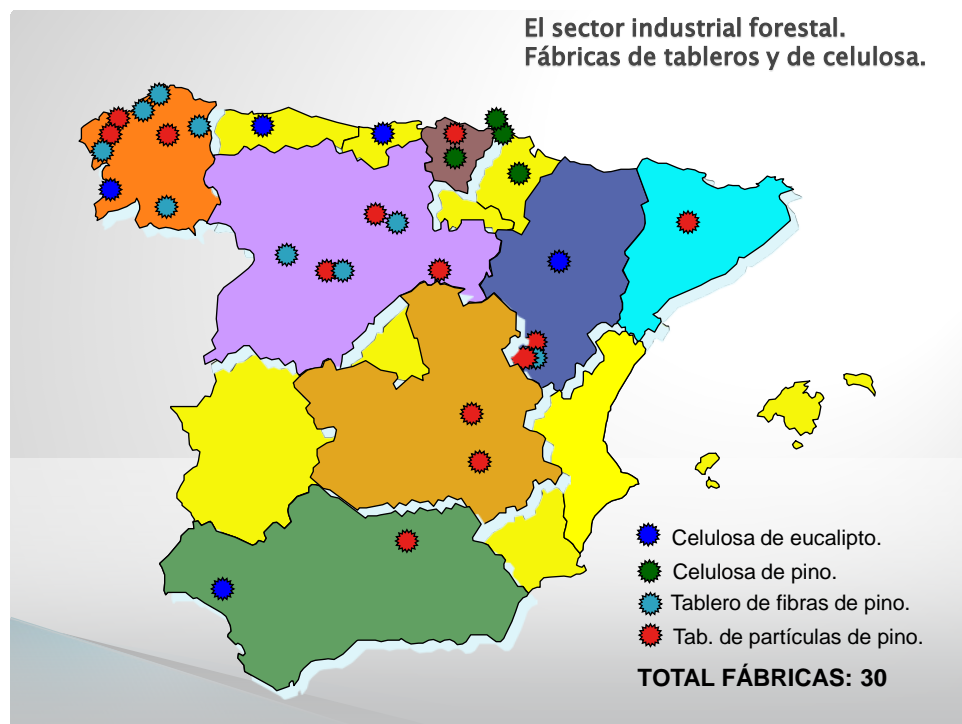 El sector industrial forestal.
Fábricas de tableros y de celulosa.
Celulosa de eucalipto.
Celulosa de pino.
Tablero de fibras de pino.
Tab. de partículas de pino.
TOTAL FÁBRICAS: 30